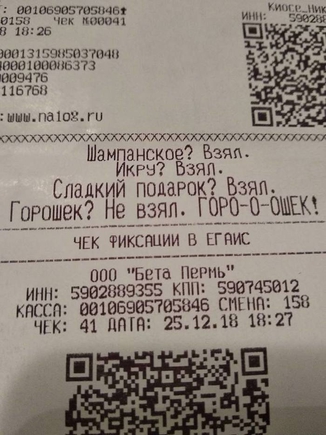 : 00106905705846
0158 Чек №00041
8 18:26
ИНН: 59028
0001315985037048
4000100086373
0009476
116768
:www.nalog.ru
Шампанское? Взял.
Икру? Взял.
Сладкий подарок? Взял.
Горошек? Не взял. ГОРО-О-ОШЕК!
ЧЕК ФИКСАЦИИ В ЕГАИС
ООО "Бета Пермь"
ИНН: 5902889355 КПП: 590745012
КАССА: 00106905705846 СМЕНА: 158
ЧЕК: 41 ДАТА: 25.12.18 18:27